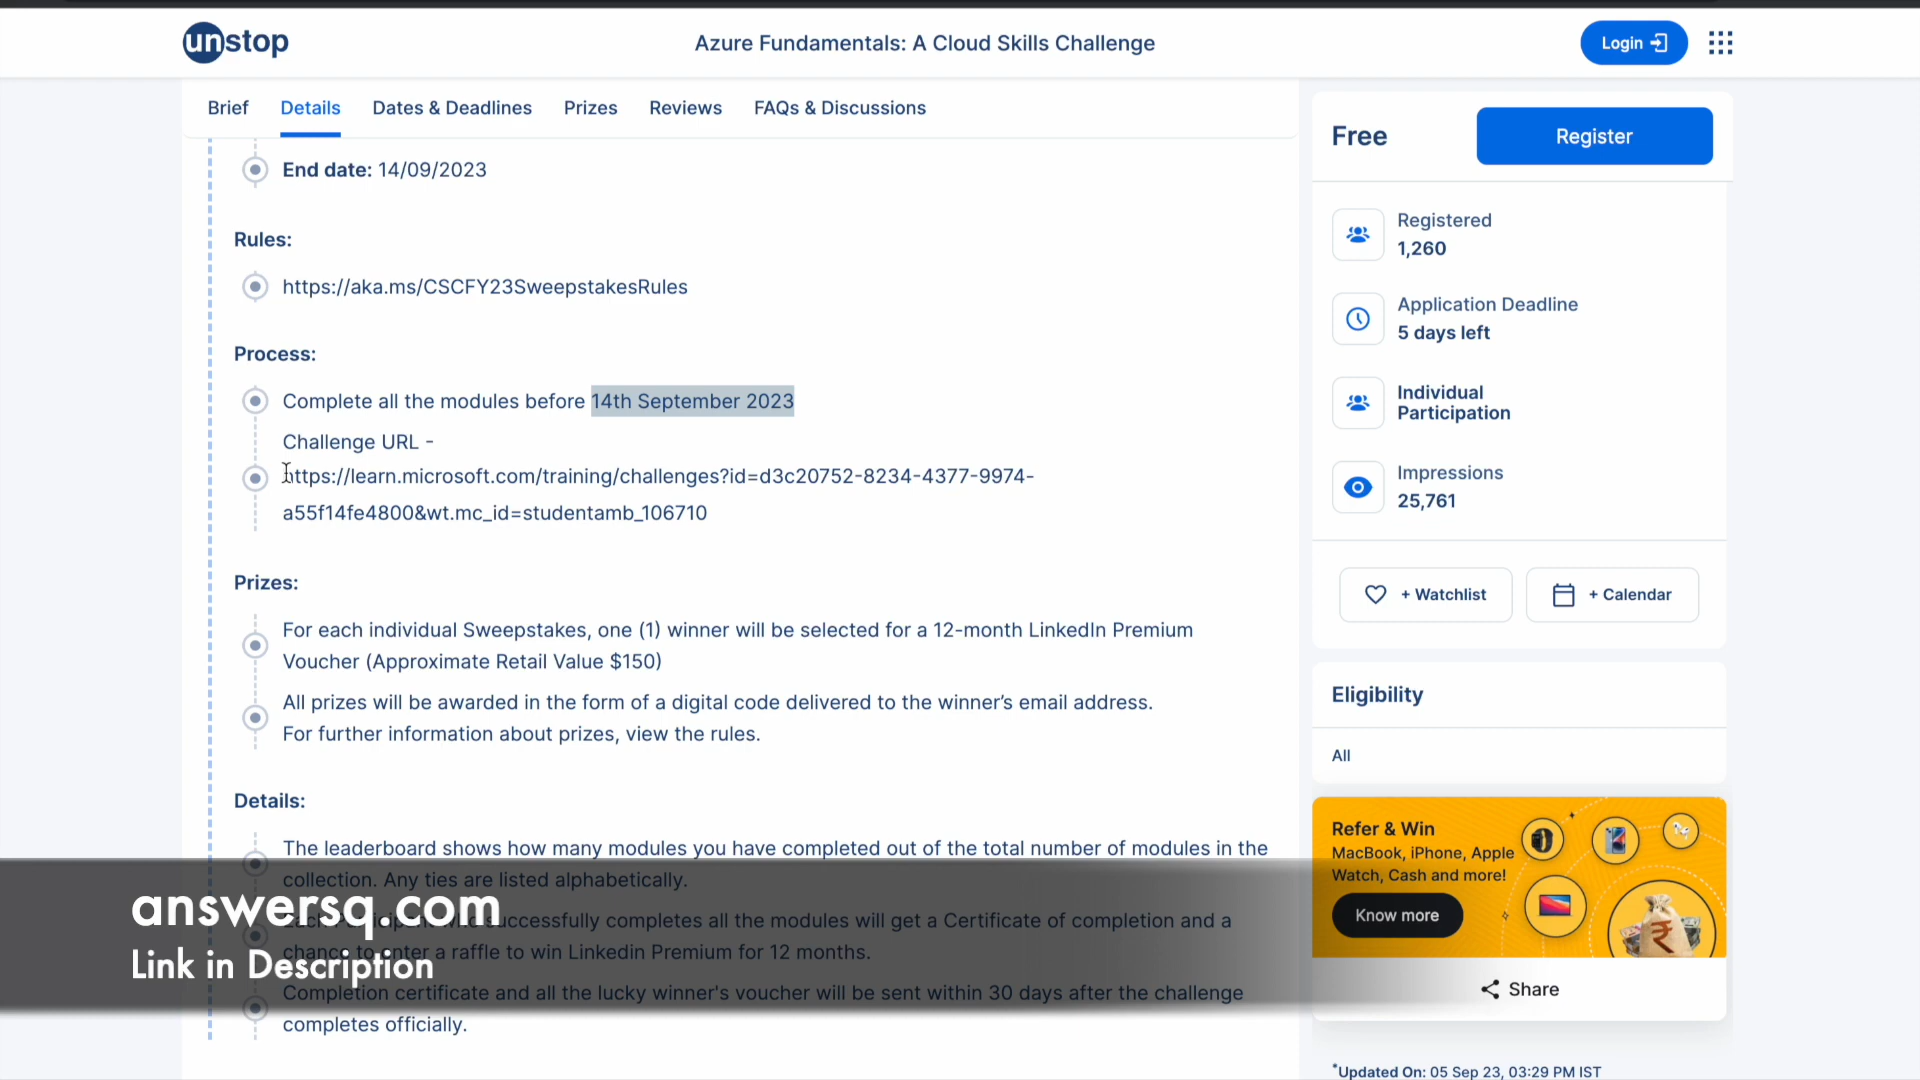 unstop
Azure Fundamentals: A Cloud Skills Challenge
Login
Brief
Details
Dates & Deadlines
Prizes
Reviews
FAQs & Discussions
End date: 14/09/2023
Rules:
https://aka.ms/CSCFY23SweepstakesRules
Process:
Complete all the modules before 14th September 2023
Challenge URL -
https://learn.microsoft.com/training/challenges?id=d3c20752-8234-4377-9974-
a55f14fe4800&wt.mc_id=studentamb_106710
Prizes:
For each individual Sweepstakes, one (1) winner will be selected for a 12-month LinkedIn Premium
Voucher (Approximate Retail Value $150)
All prizes will be awarded in the form of a digital code delivered to the winner's email address.
For further information about prizes, view the rules.
Details:
The leaderboard shows how many modules you have completed out of the total number of modules in the
collection. Any ties are listed alphabetically.
Each Participant who successfully completes all the modules will get a Certificate of completion and a
chance to enter a raffle to win Linkedin Premium for 12 months.
Completion certificate and all the lucky winner's voucher will be sent within 30 days after the challenge
completes officially.
answersq.com
Link in Description
Free
Register
Registered
1,260
Application Deadline
5 days left
Individual
Participation
Impressions
25,761
+ Watchlist
+ Calendar
Eligibility
All
Refer & Win
MacBook, iPhone, Apple
Watch, Cash and more!
Know more
₹
Share
*Updated On: 05 Sep 23, 03:29 PM IST